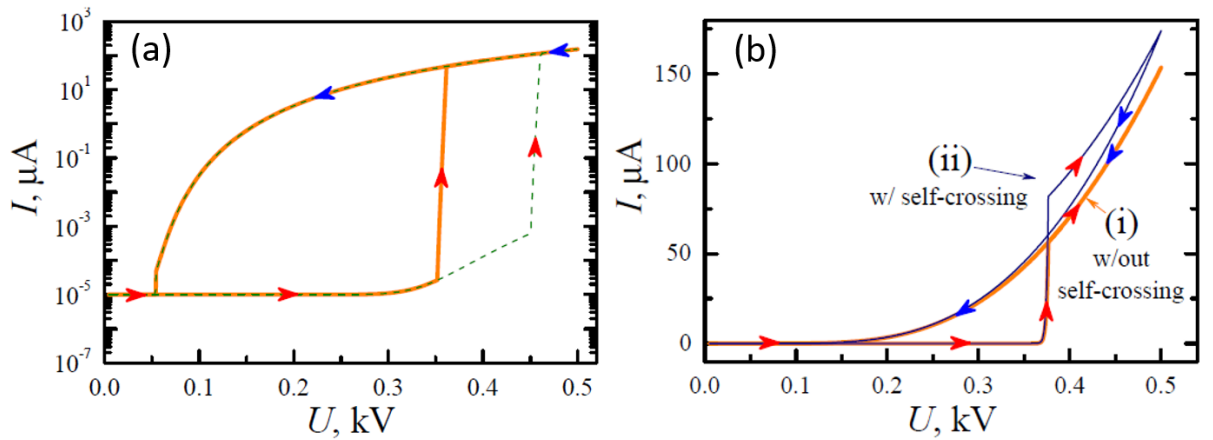 (a)
10³
10¹
10⁻¹
10⁻³
10⁻⁵
10⁻⁷
I, μA
0.0 0.1 0.2 0.3 0.4 0.5
U, kV
(b)
150
100
50
0
I, μA
(ii)
w/ self-crossing
(i)
w/out
self-crossing
0.0 0.1 0.2 0.3 0.4 0.5
U, kV